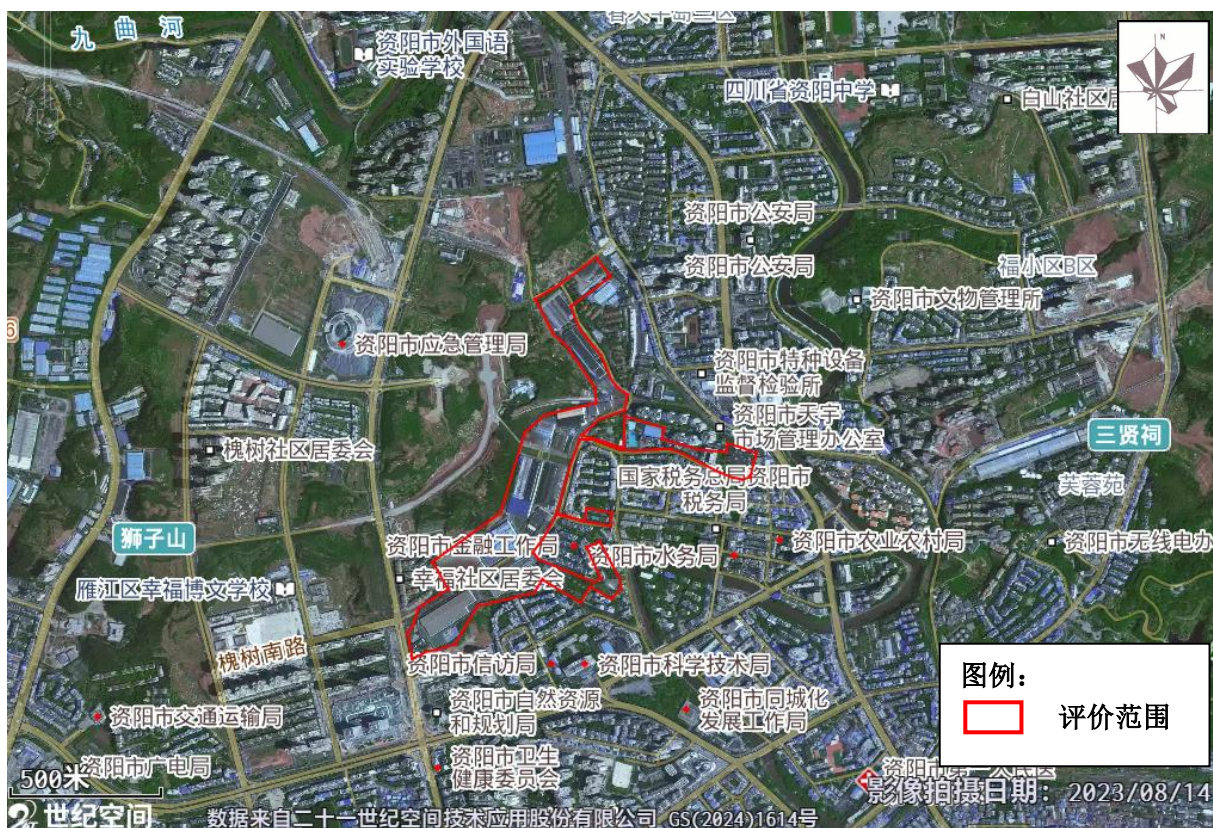 九曲河
资阳市外国语
实验学校
四川省资阳中学
白山社区居
N
资阳市公安局
资阳市公安局
福小区B区
资阳市文物管理所
6
资阳市应急管理局
资阳市特种设备
监督检验所
资阳市天宇
市场管理办公室
三贤祠
槐树社区居委会
国家税务总局资阳市
税务局
芙蓉苑
狮子山
资阳市金融工作局
资阳市水务局
资阳市农业农村局
资阳市无线电办
幸福社区居委会
雁江区幸福博文学校
槐树南路
资阳市信访局
资阳市科学技术局
图例：
评价范围
资阳市交通运输局
资阳市自然资源
和规划局
资阳市同城化
发展工作局
资阳市广电局
资阳市卫生
健康委员会
500米
影像拍摄日期：2023/08/14
世纪空间
数据来自二十一世纪空间技术应用股份有限公司 GS(2024)1614号